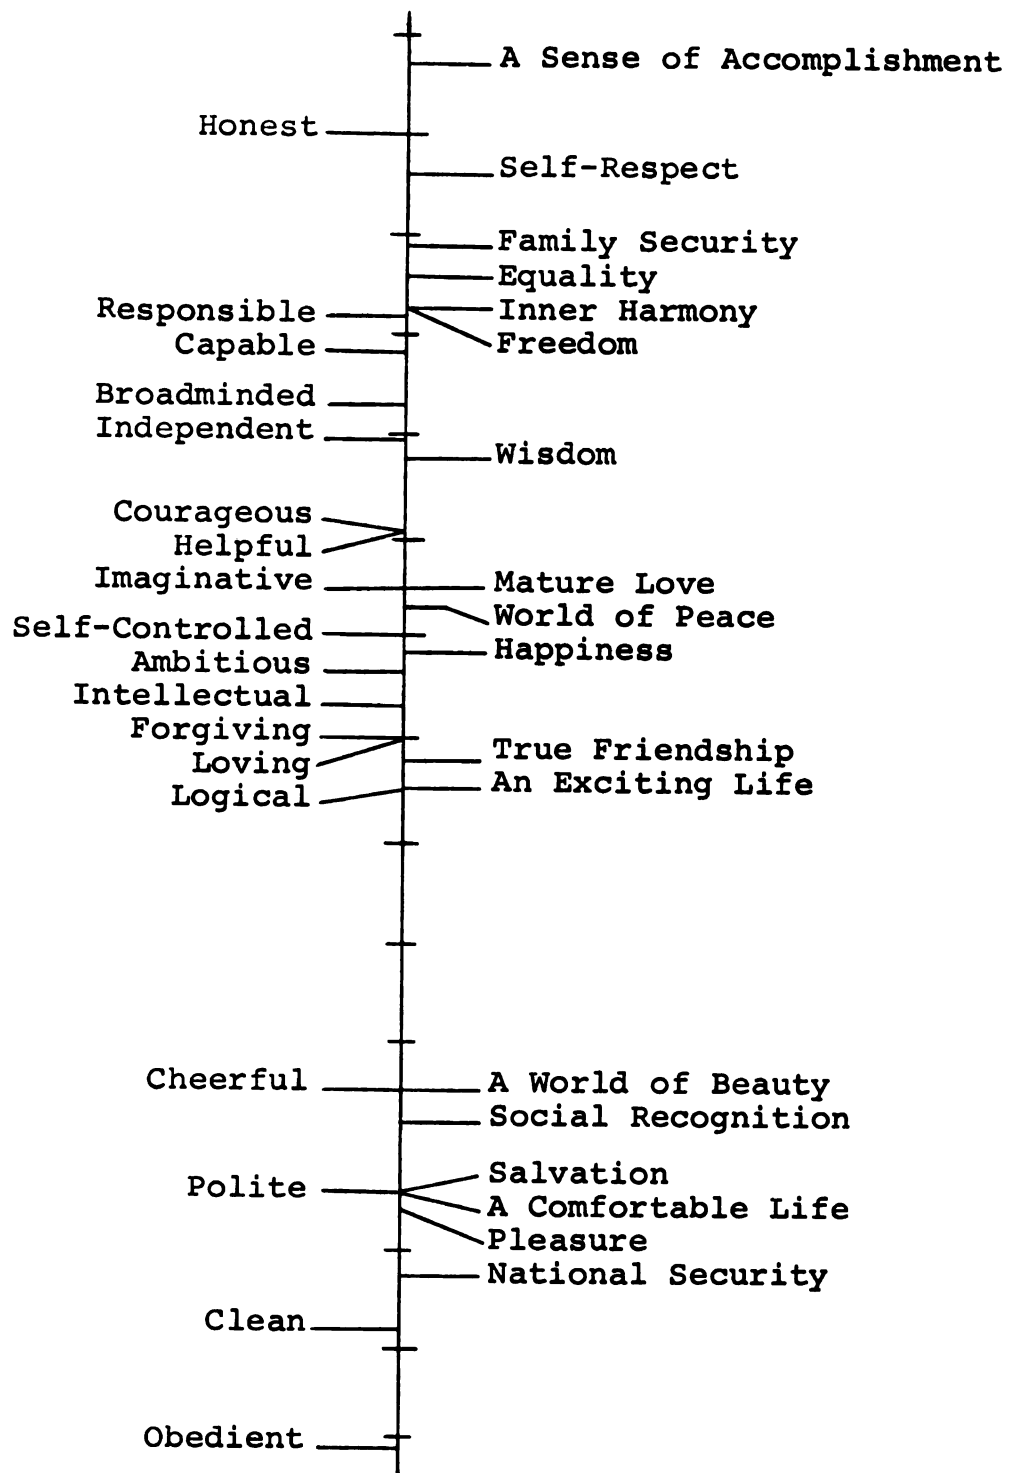 A Sense of Accomplishment
Honest
Self-Respect
Family Security
Equality
Responsible
Inner Harmony
Capable
Freedom
Broadminded
Independent
Wisdom
Courageous
Helpful
Imaginative
Mature Love
World of Peace
Self-Controlled
Happiness
Ambitious
Intellectual
Forgiving
True Friendship
Loving
An Exciting Life
Logical
Cheerful
A World of Beauty
Social Recognition
Salvation
Polite
A Comfortable Life
Pleasure
National Security
Clean
Obedient